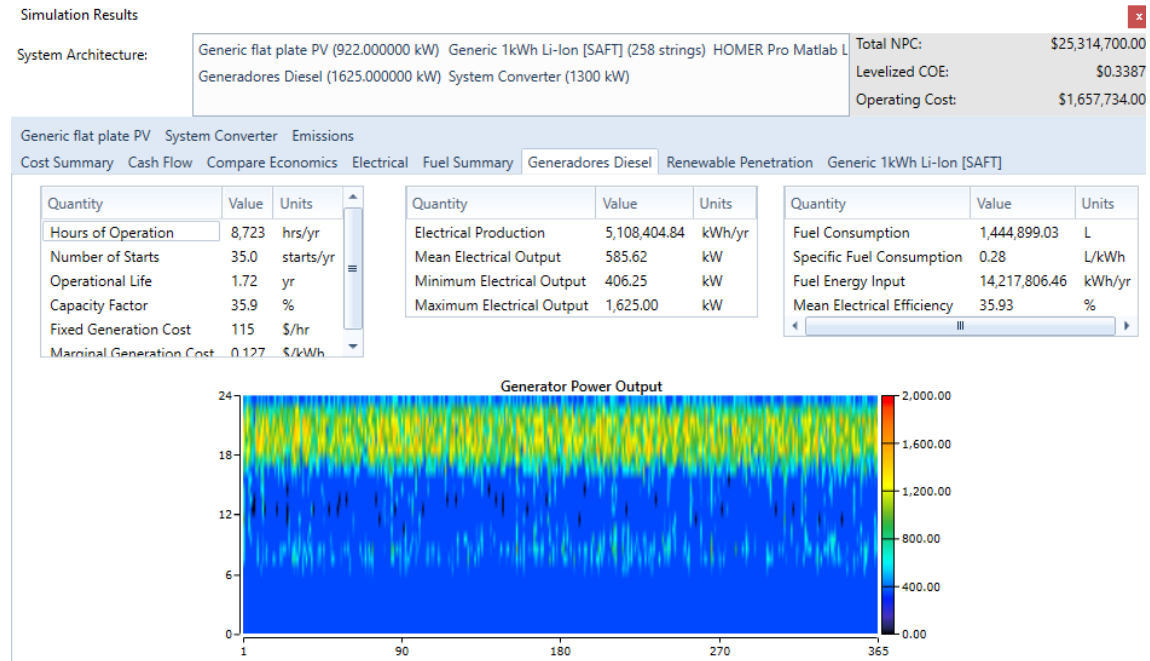 Simulation Results
x
System Architecture:
Generic flat plate PV (922.000000 kW) Generic 1kWh Li-Ion [SAFT] (258 strings) HOMER Pro Matlab L
Generadores Diesel (1625.000000 kW) System Converter (1300 kW)
Total NPC: $25,314,700.00
Levelized COE: $0.3387
Operating Cost: $1,657,734.00
Generic flat plate PV System Converter Emissions
Cost Summary Cash Flow Compare Economics Electrical Fuel Summary Generadores Diesel Renewable Penetration Generic 1kWh Li-Ion [SAFT]
Quantity Value Units
Hours of Operation 8,723 hrs/yr
Number of Starts 35.0 starts/yr
Operational Life 1.72 yr
Capacity Factor 35.9 %
Fixed Generation Cost 115 $/hr
Marginal Generation Cost 0.127 $/kWh
Quantity Value Units
Electrical Production 5,108,404.84 kWh/yr
Mean Electrical Output 585.62 kW
Minimum Electrical Output 406.25 kW
Maximum Electrical Output 1,625.00 kW
Quantity Value Units
Fuel Consumption 1,444,899.03 L
Specific Fuel Consumption 0.28 L/kWh
Fuel Energy Input 14,217,806.46 kWh/yr
Mean Electrical Efficiency 35.93 %
Generator Power Output
24
18
12
6
0
1 90 180 270 365
2,000.00
1,600.00
1,200.00
800.00
400.00
0.00